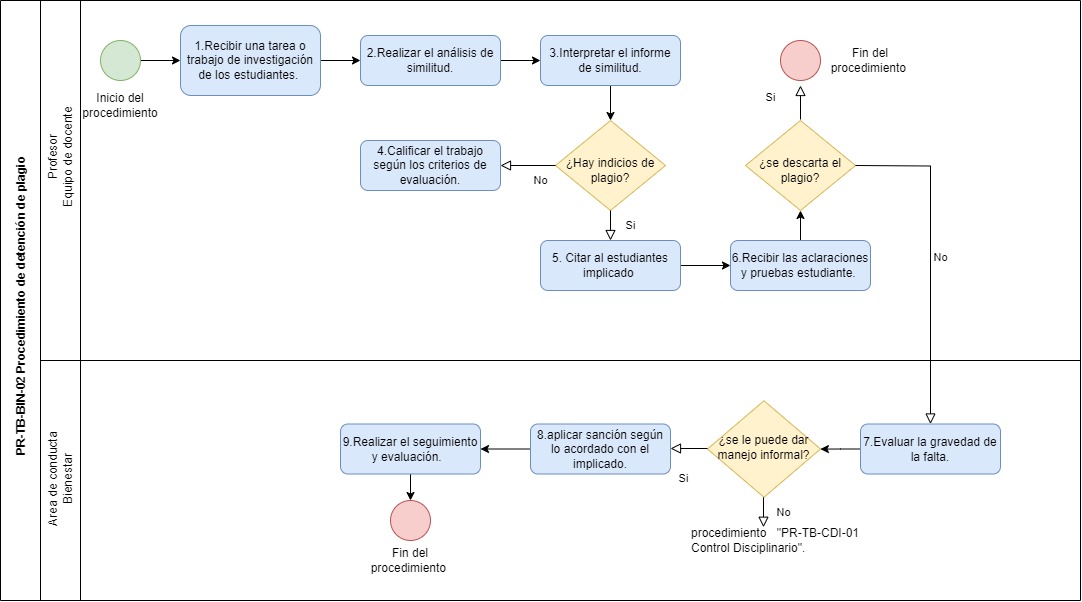 PR-TB-BIN-02 Procedimiento de detención de plagio
Profesor
Equipo de docente
Inicio del
procedimiento
1.Recibir una tarea o
trabajo de investigación
de los estudiantes.
2.Realizar el análisis de
similitud.
3.Interpretar el informe
de similitud.
Fin del
procedimiento
Si
4.Calificar el trabajo
según los criterios de
evaluación.
No
¿Hay indicios de
plagio?
¿se descarta el
plagio?
Si
5. Citar al estudiantes
implicado
6.Recibir las aclaraciones
y pruebas estudiante.
No
Area de conducta
Bienestar
9.Realizar el seguimiento
y evaluación.
8.aplicar sanción según
lo acordado con el
implicado.
Si
¿se le puede dar
manejo informal?
7.Evaluar la gravedad de
la falta.
No
procedimiento "PR-TB-CDI-01
Control Disciplinario".
Fin del
procedimiento